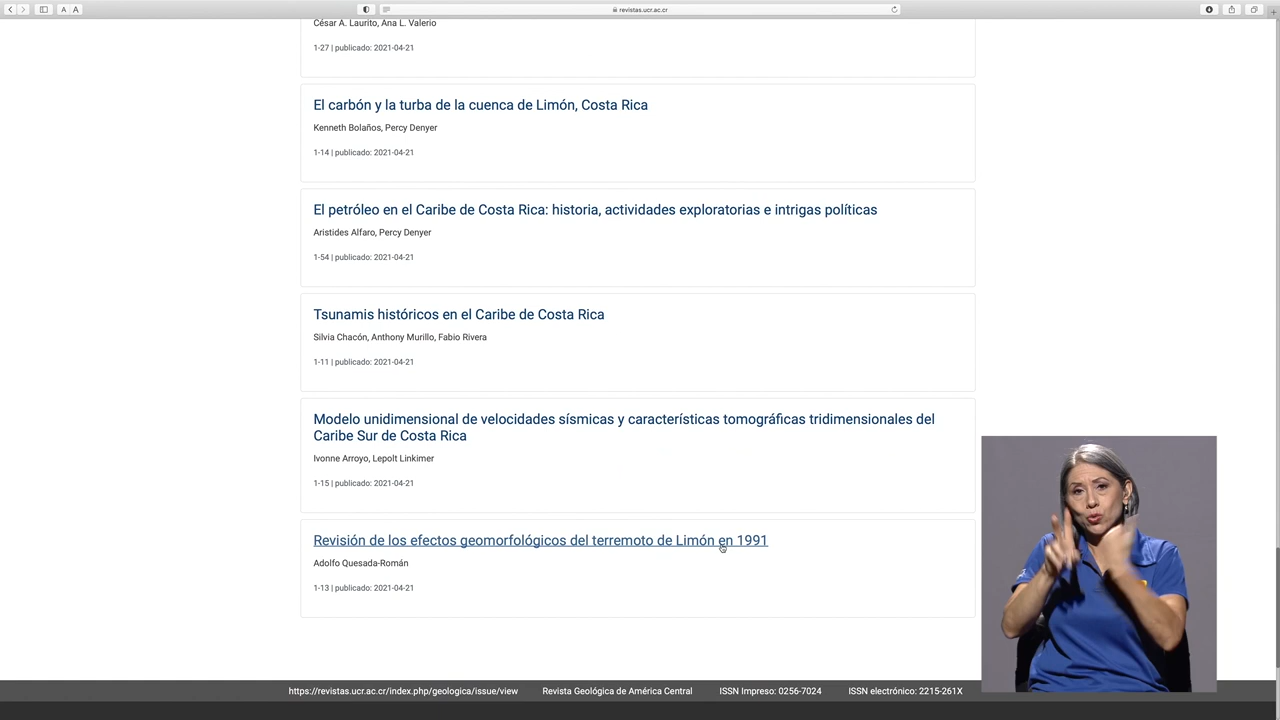 A A
revistas.ucr.ac.cr
César A. Laurito, Ana L. Valerio
1-27 | publicado: 2021-04-21
El carbón y la turba de la cuenca de Limón, Costa Rica
Kenneth Bolaños, Percy Denyer
1-14 | publicado: 2021-04-21
El petróleo en el Caribe de Costa Rica: historia, actividades exploratorias e intrigas políticas
Aristides Alfaro, Percy Denyer
1-54 | publicado: 2021-04-21
Tsunamis históricos en el Caribe de Costa Rica
Silvia Chacón, Anthony Murillo, Fabio Rivera
1-11 | publicado: 2021-04-21
Modelo unidimensional de velocidades sísmicas y características tomográficas tridimensionales del
Caribe Sur de Costa Rica
Ivonne Arroyo, Lepolt Linkimer
1-15 | publicado: 2021-04-21
Revisión de los efectos geomorfológicos del terremoto de Limón en 1991
Adolfo Quesada-Román
1-13 | publicado: 2021-04-21
https://revistas.ucr.ac.cr/index.php/geologica/issue/view Revista Geológica de América Central ISSN Impreso: 0256-7024 ISSN electrónico: 2215-261X